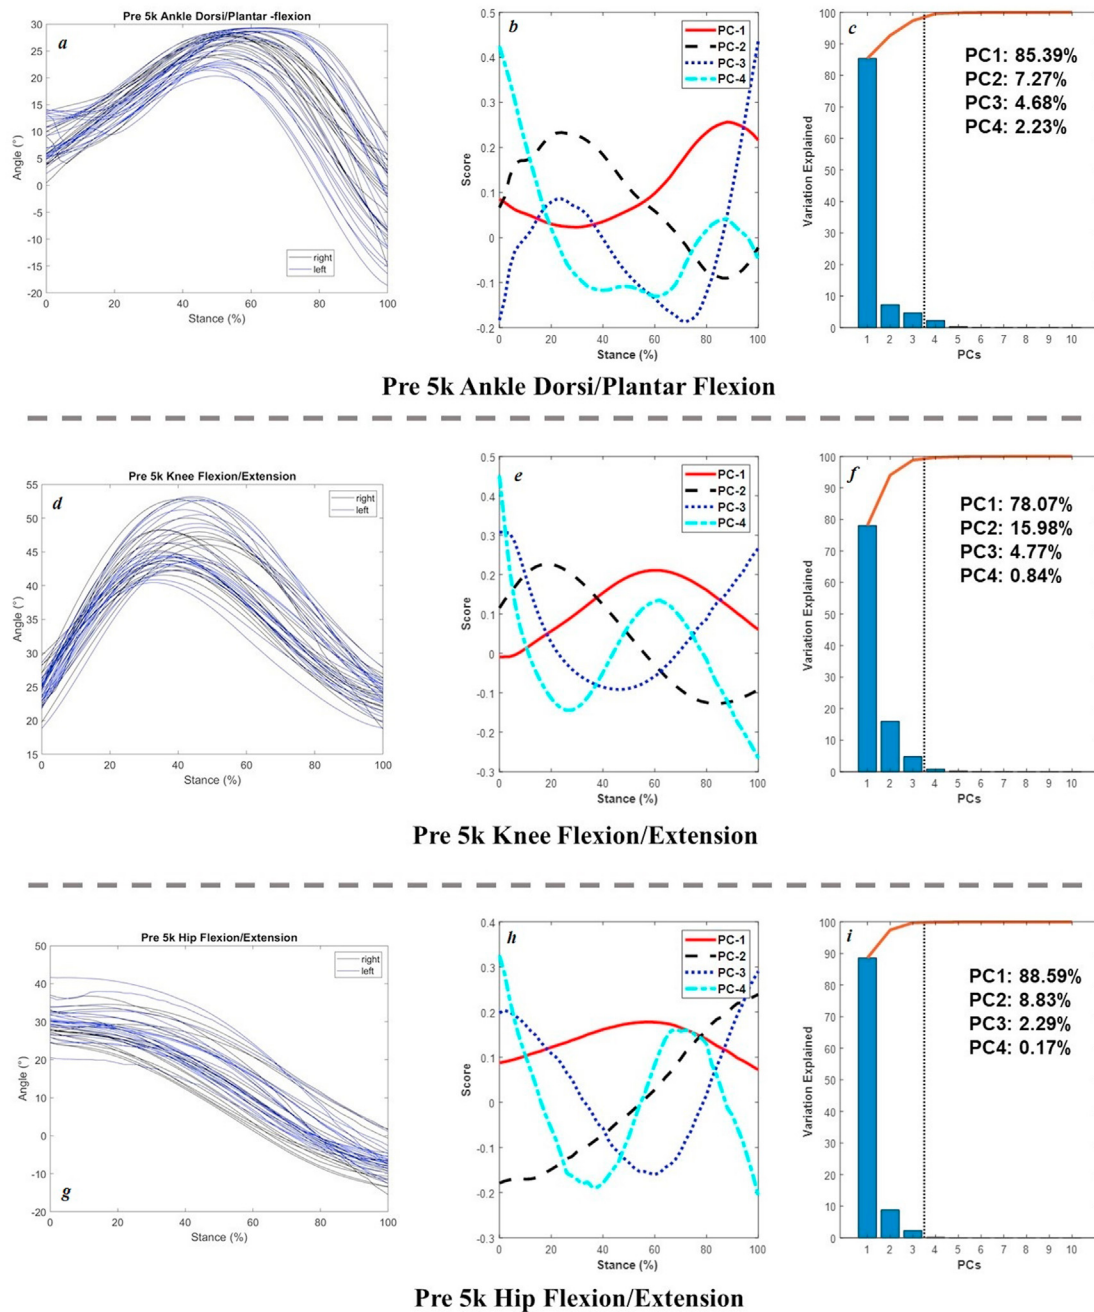 Pre 5k Ankle Dorsi/Plantar -flexion
a
30
25
20
15
10
5
0
-5
-10
-15
-20
Angle (°)
right
left
0 20 40 60 80 100
Stance (%)
b
0.5
0.4
0.3
0.2
0.1
0
-0.1
-0.2
Score
PC-1
PC-2
PC-3
PC-4
0 20 40 60 80 100
Stance (%)
c
100
90
80
70
60
50
40
30
20
10
0
Variation Explained
PC1: 85.39%
PC2: 7.27%
PC3: 4.68%
PC4: 2.23%
1 2 3 4 5 6 7 8 9 10
PCs
Pre 5k Ankle Dorsi/Plantar Flexion
Pre 5k Knee Flexion/Extension
d
55
50
45
40
35
30
25
20
15
Angle (°)
right
left
0 20 40 60 80 100
Stance (%)
e
0.5
0.4
0.3
0.2
0.1
0
-0.1
-0.2
-0.3
Score
PC-1
PC-2
PC-3
PC-4
0 20 40 60 80 100
Stance (%)
f
100
90
80
70
60
50
40
30
20
10
0
Variation Explained
PC1: 78.07%
PC2: 15.98%
PC3: 4.77%
PC4: 0.84%
1 2 3 4 5 6 7 8 9 10
PCs
Pre 5k Knee Flexion/Extension
Pre 5k Hip Flexion/Extension
50
40
30
20
10
0
-10
-20
Angle (°)
right
left
g
0 20 40 60 80 100
Stance (%)
h
0.4
0.3
0.2
0.1
0
-0.1
-0.2
-0.3
Score
PC-1
PC-2
PC-3
PC-4
0 20 40 60 80 100
Stance (%)
i
100
90
80
70
60
50
40
30
20
10
0
Variation Explained
PC1: 88.59%
PC2: 8.83%
PC3: 2.29%
PC4: 0.17%
1 2 3 4 5 6 7 8 9 10
PCs
Pre 5k Hip Flexion/Extension